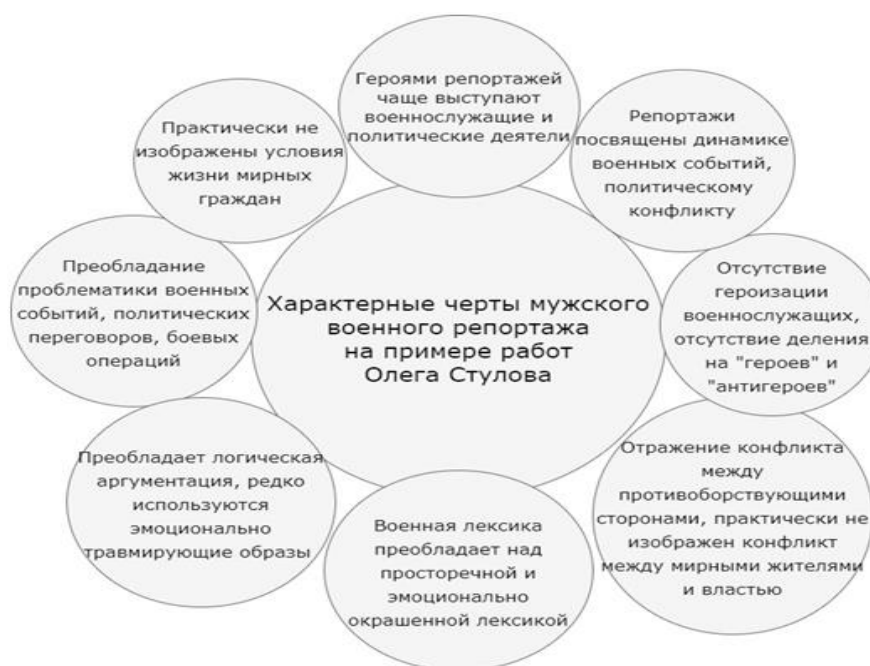 Героями репортажей
чаще выступают
военнослужащие и
политические деятели
Репортажи
посвящены динамике
военных событий,
политическому
конфликту
Отсутствие
героизации
военнослужащих,
отсутствие деления
на "героев" и
"антигероев"
Отражение конфликта
между
противоборствующими
сторонами, практически не
изображен конфликт
между мирными жителями
и властью
Военная лексика
преобладает над
просторечной и
эмоционально
окрашенной лексикой
Преобладает логическая
аргументация, редко
используются
эмоционально
травмирующие образы
Преобладание
проблематики военных
событий, политических
переговоров, боевых
операций
Практически не
изображены условия
жизни мирных
граждан
Характерные черты мужского
военного репортажа
на примере работ
Олега Стулова